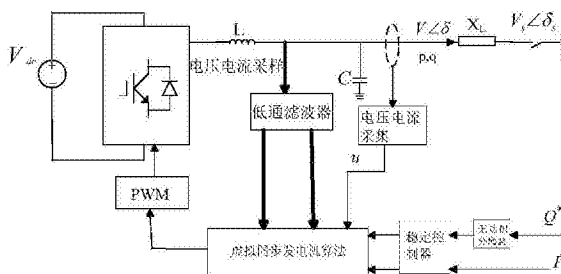 V∠δ
V_s∠δ_s
L
X_L
V_dc
电压电流采样
p,q
C
低通滤波器
电压电流
采集
u
PWM
虚拟同步发电机算法
稳定控
制器
Q*
P